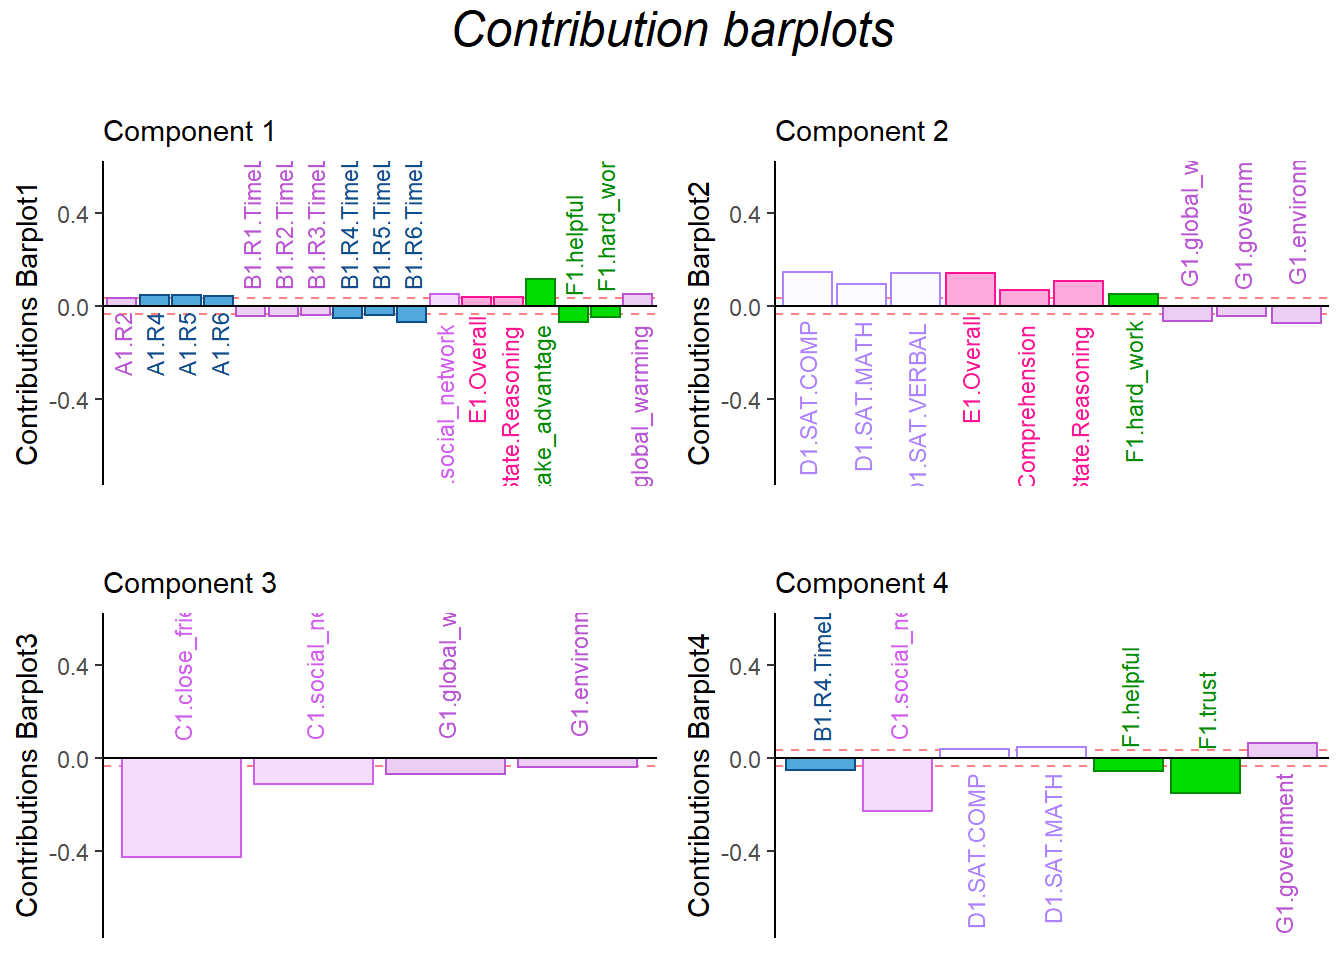 Contribution barplots
Component 1
Contributions Barplot1
0.4
0.0
-0.4
A1.R2
A1.R4
A1.R5
A1.R6
B1.R1.TimeL
B1.R2.TimeL
B1.R3.TimeL
B1.R4.TimeL
B1.R5.TimeL
B1.R6.TimeL
.social_network
E1.Overall
State.Reasoning
take_advantage
F1.helpful
F1.hard_wor
global_warming
Component 2
Contributions Barplot2
0.4
0.0
-0.4
D1.SAT.COMP
D1.SAT.MATH
D1.SAT.VERBAL
E1.Overall
Comprehension
State.Reasoning
F1.hard_work
G1.global_w
G1.governm
G1.environn
Component 3
Contributions Barplot3
0.4
0.0
-0.4
C1.close_frie
C1.social_ne
G1.global_w
G1.environn
Component 4
Contributions Barplot4
0.4
0.0
-0.4
B1.R4.TimeL
C1.social_ne
D1.SAT.COMP
D1.SAT.MATH
F1.helpful
F1.trust
G1.government